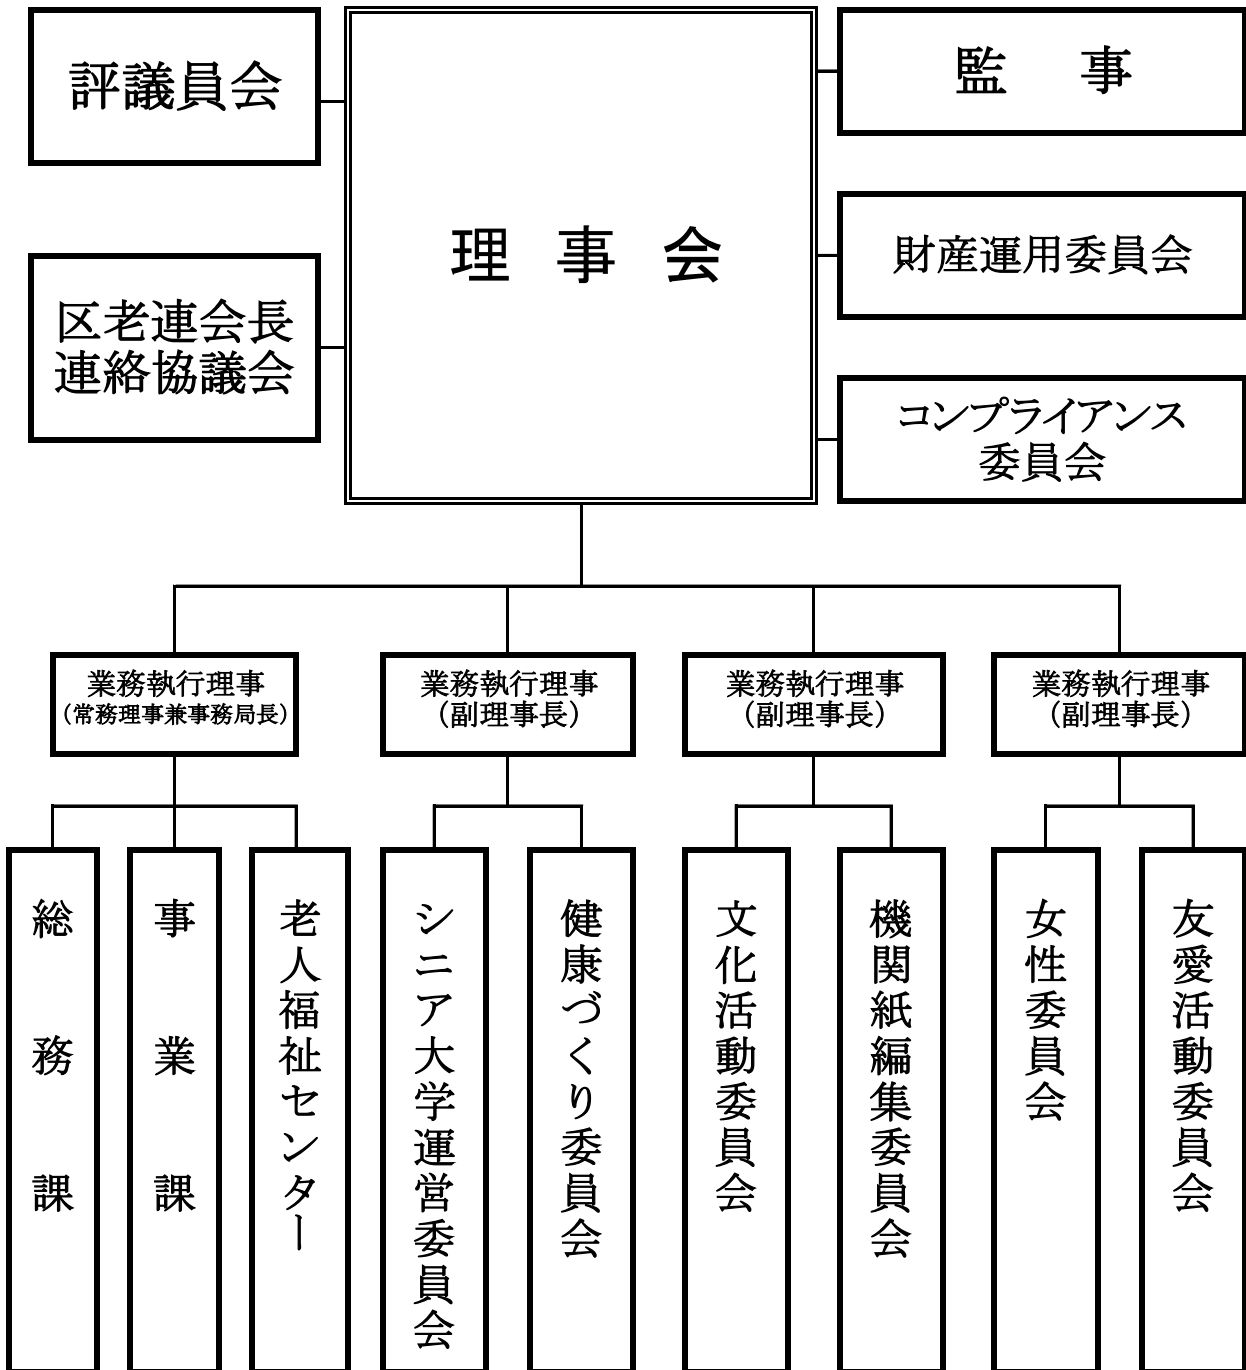 評議員会
理事会
監事
区老連会長
連絡協議会
財産運用委員会
コンプライアンス
委員会
業務執行理事
（常務理事兼事務局長）
業務執行理事
（副理事長）
業務執行理事
（副理事長）
業務執行理事
（副理事長）
総務課
事業課
老人福祉センター
シニア大学運営委員会
健康づくり委員会
文化活動委員会
機関紙編集委員会
女性委員会
友愛活動委員会